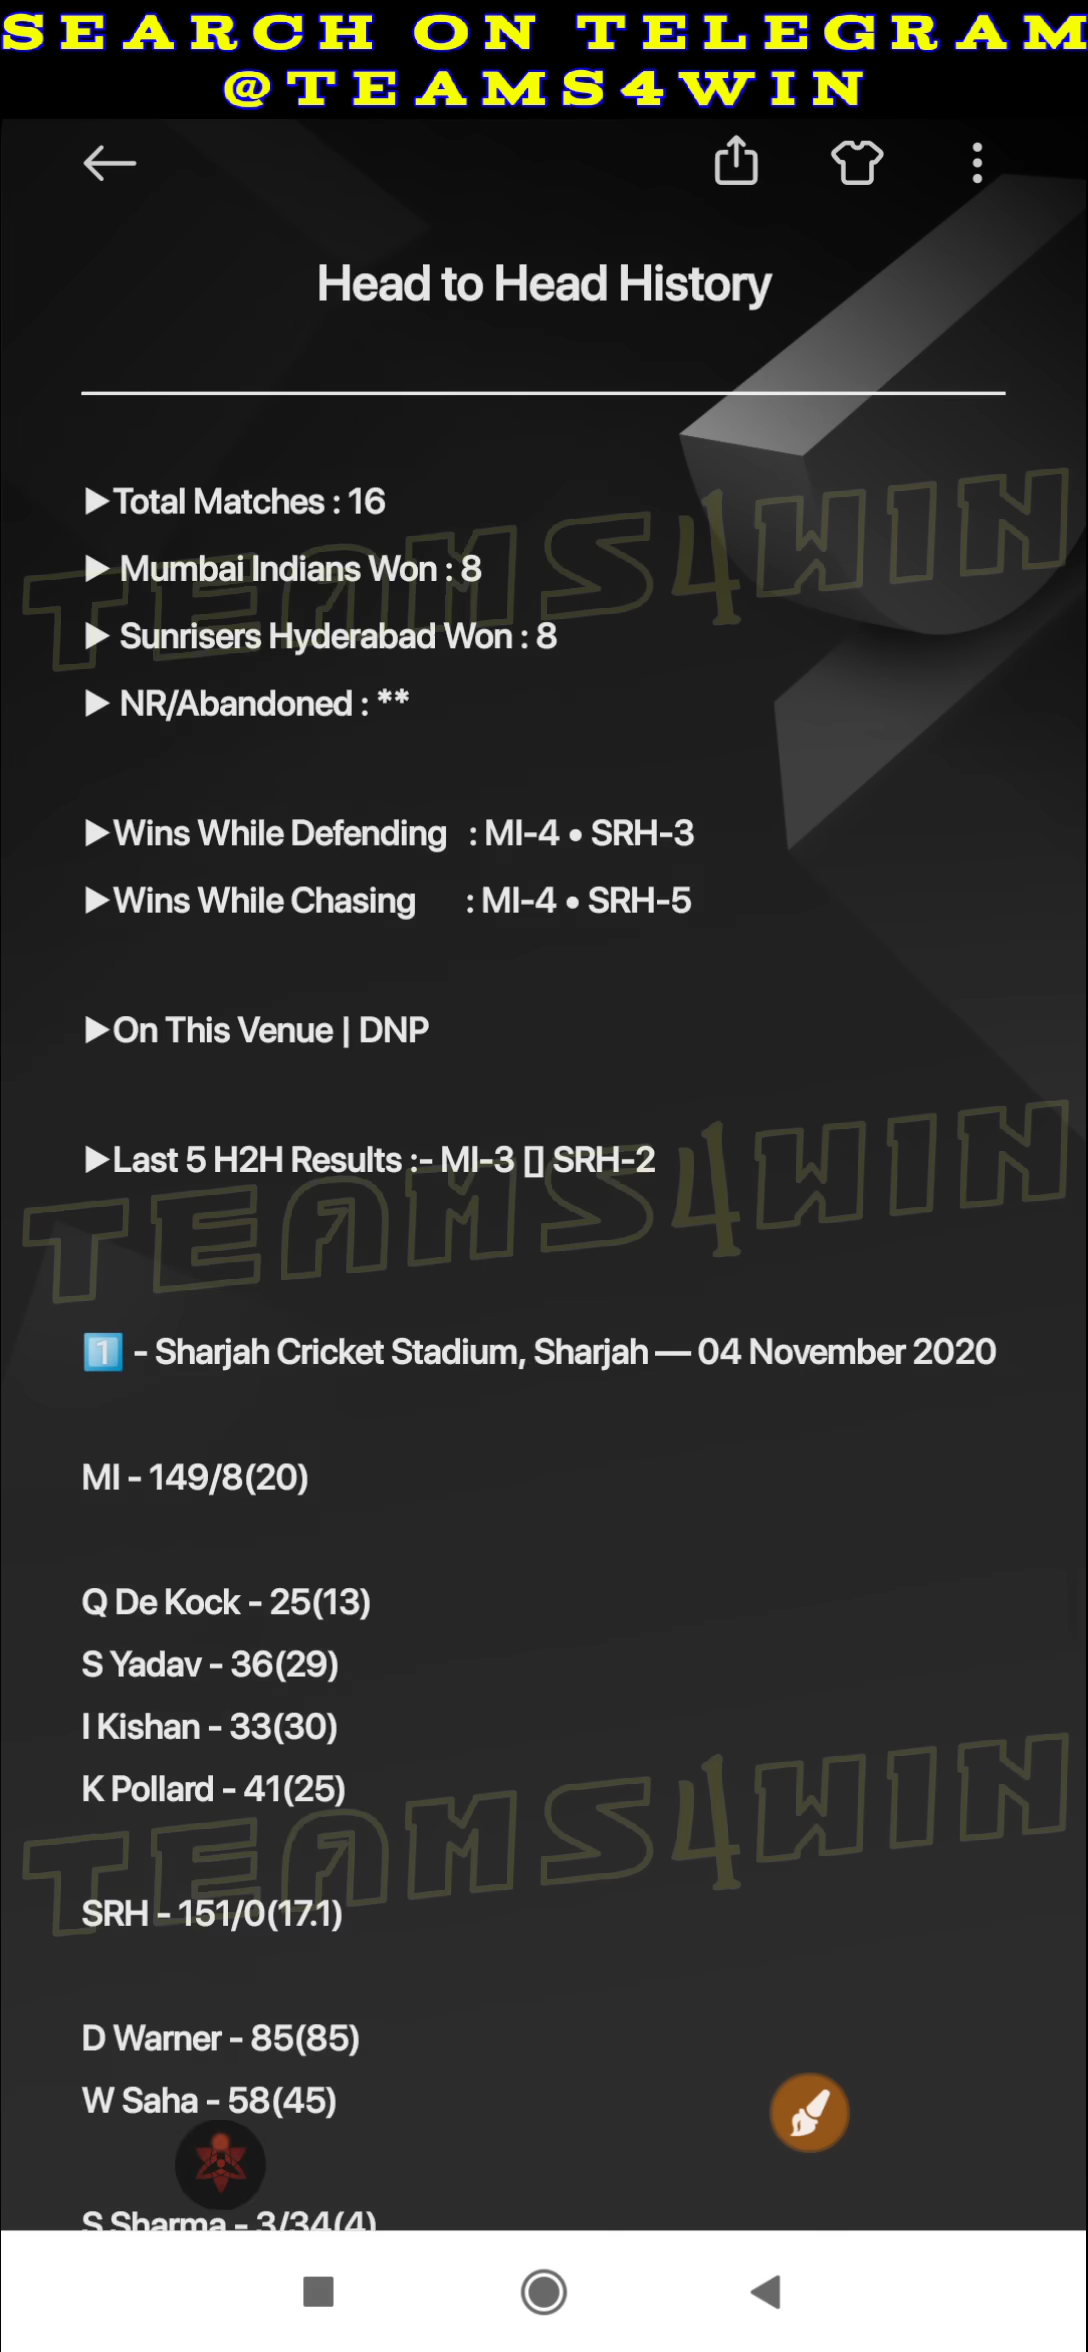 SEARCH ON TELEGRAM
@TEAMS4WIN
Head to Head History
▶Total Matches : 16
▶ Mumbai Indians Won : 8
▶ Sunrisers Hyderabad Won : 8
▶ NR/Abandoned : **
TEAMS4WIN
▶Wins While Defending : MI-4 • SRH-3
▶Wins While Chasing : MI-4 • SRH-5
▶On This Venue | DNP
▶Last 5 H2H Results :- MI-3 [] SRH-2
TEAMS4WIN
1 - Sharjah Cricket Stadium, Sharjah — 04 November 2020
MI - 149/8(20)
Q De Kock - 25(13)
S Yadav - 36(29)
I Kishan - 33(30)
K Pollard - 41(25)
TEAMS4WIN
SRH - 151/0(17.1)
D Warner - 85(85)
W Saha - 58(45)
S Sharma - 3/34(4)